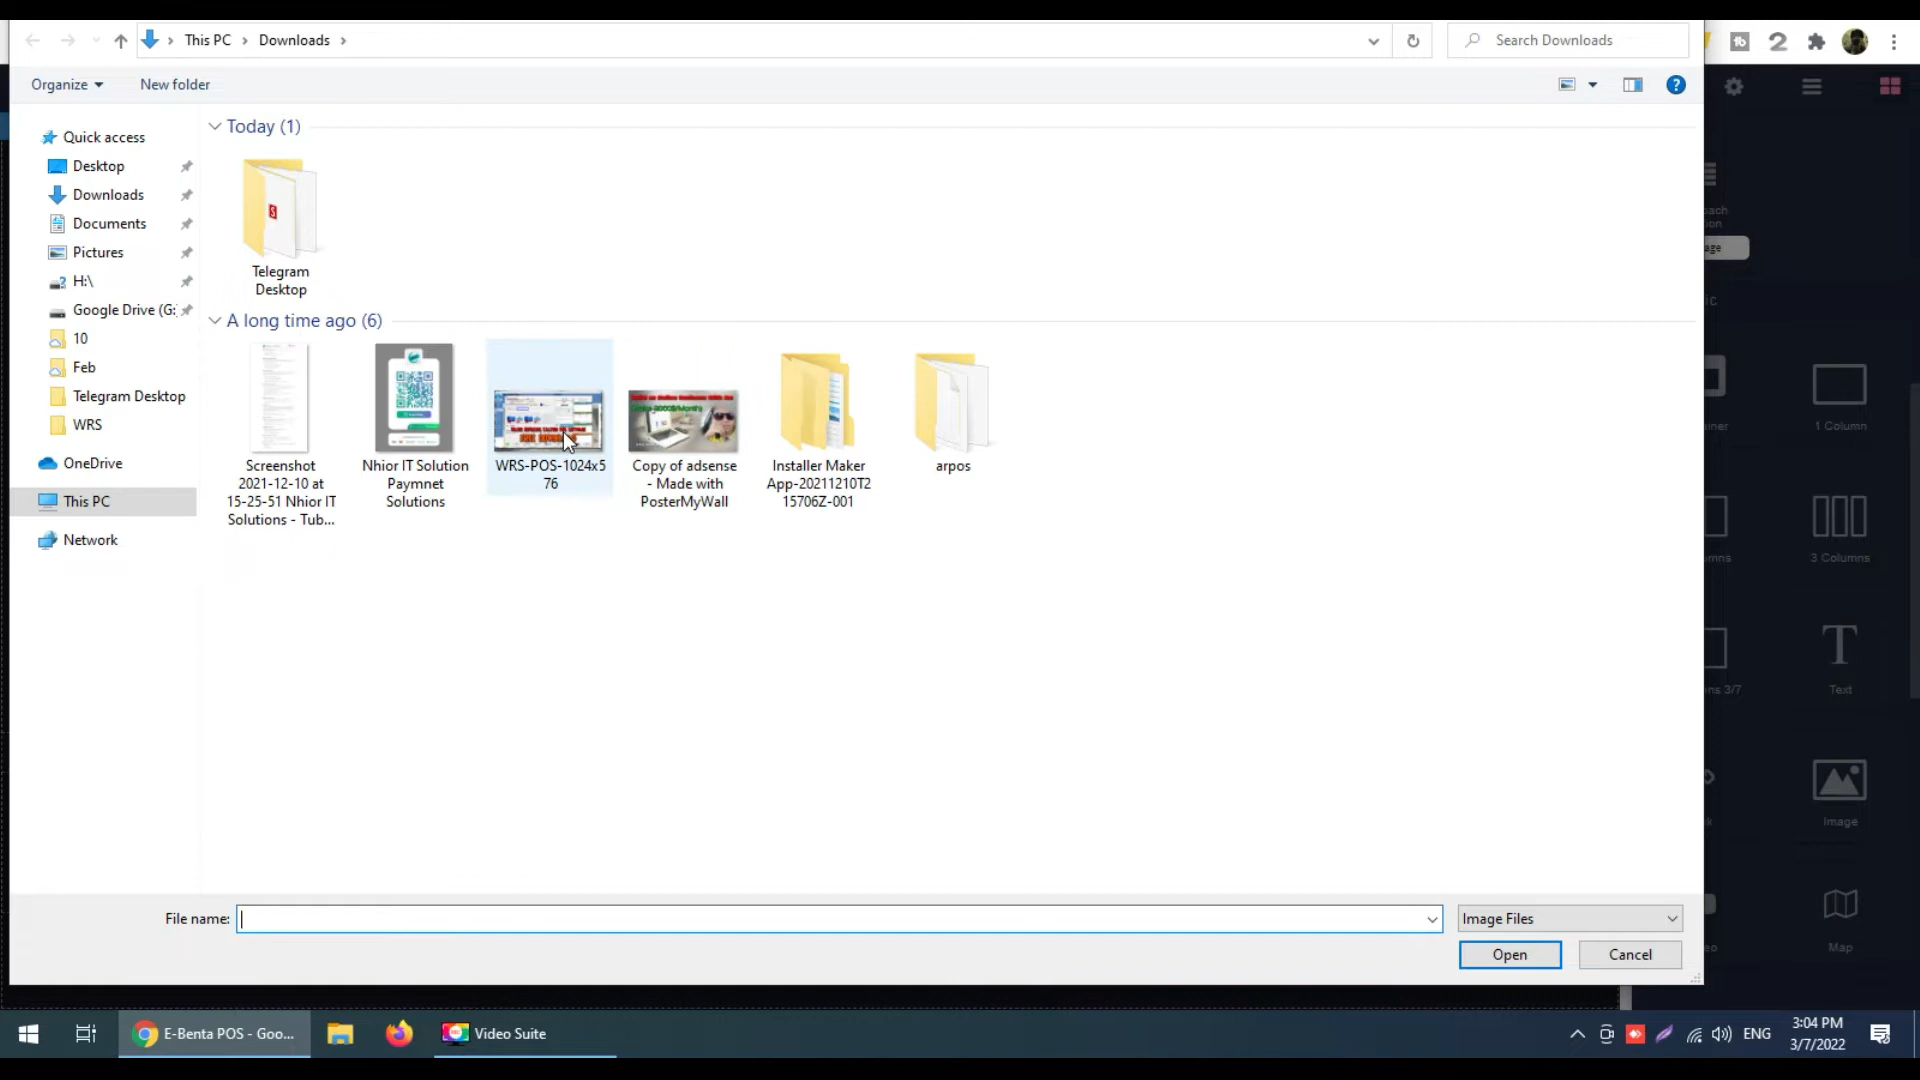 This PC
Downloads
Search Downloads
Organize
New folder
Quick access
Desktop
Downloads
Documents
Pictures
H:\
Google Drive (G:
10
Feb
Telegram Desktop
WRS
OneDrive
This PC
Network
Today (1)
Telegram
Desktop
A long time ago (6)
Screenshot
2021-12-10 at
15-25-51 Nhior IT
Solutions - Tub...
Nhior IT Solution
Paymnet
Solutions
WRS-POS-1024x5
76
Copy of adsense
- Made with
PosterMyWall
Installer Maker
App-20211210T2
15706Z-001
arpos
1 Column
3 Columns
ns 3/7
Text
Image
Map
File name:
Image Files
Open
Cancel
E-Benta POS - Goo...
Video Suite
ENG
3:04 PM
3/7/2022